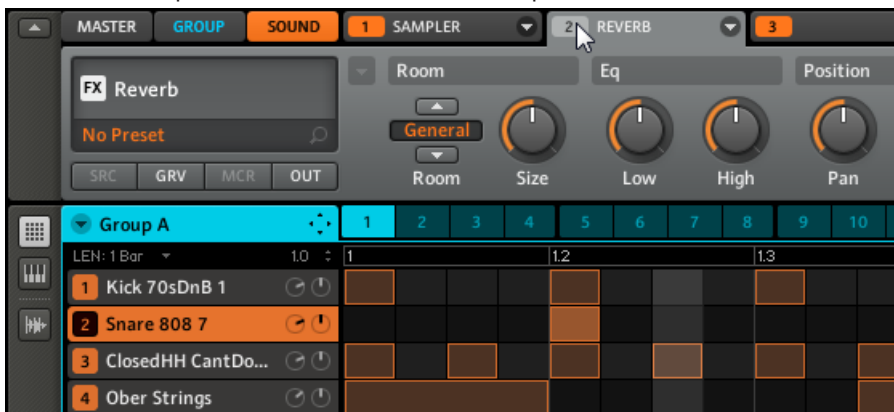 MASTER GROUP SOUND 1 SAMPLER 2 REVERB 3
Room Eq Position
FX Reverb
No Preset
General
SRC GRV MCR OUT
Room Size Low High Pan
Group A 1 2 3 4 5 6 7 8 9 10
LEN: 1 Bar 1.0 1 1.2 1.3
1 Kick 70sDnB 1
2 Snare 808 7
3 ClosedHH CantDo...
4 Ober Strings